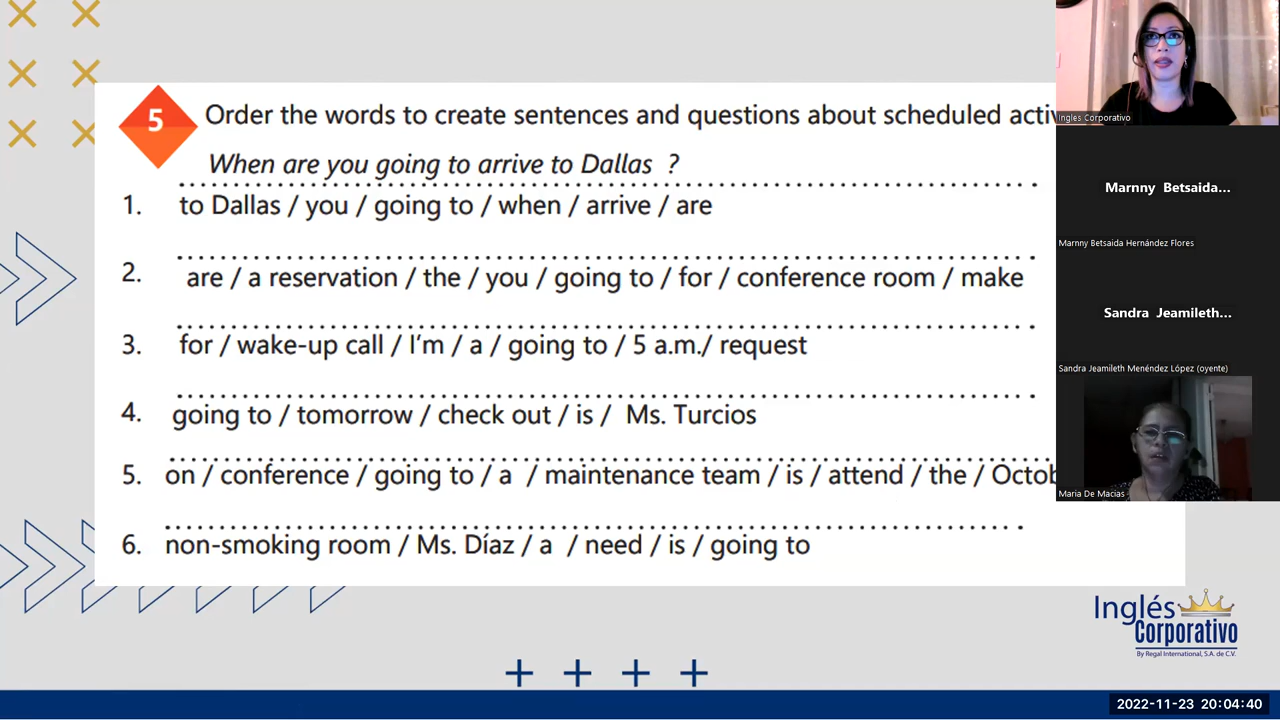 5 Order the words to create sentences and questions about scheduled
When are you going to arrive to Dallas ?
1. to Dallas / you / going to / when / arrive / are
2. are / a reservation / the / you / going to / for / conference room / make
3. for / wake-up call / I'm / a / going to / 5 a.m./ request
4. going to / tomorrow / check out / is / Ms. Turcios
5. on / conference / going to / a / maintenance team / is / attend / the /
6. non-smoking room / Ms. Díaz / a / need / is / going to
Ingles Corporativo
Marnny Betsaida...
Marnny Betsaida Hernández Flores
Sandra Jeamileth...
Sandra Jeamileth Menéndez López (oyente)
Maria De Macias
Inglés
Corporativo
By Regal International, S.A. de C.V.
2022-11-23 20:04:40